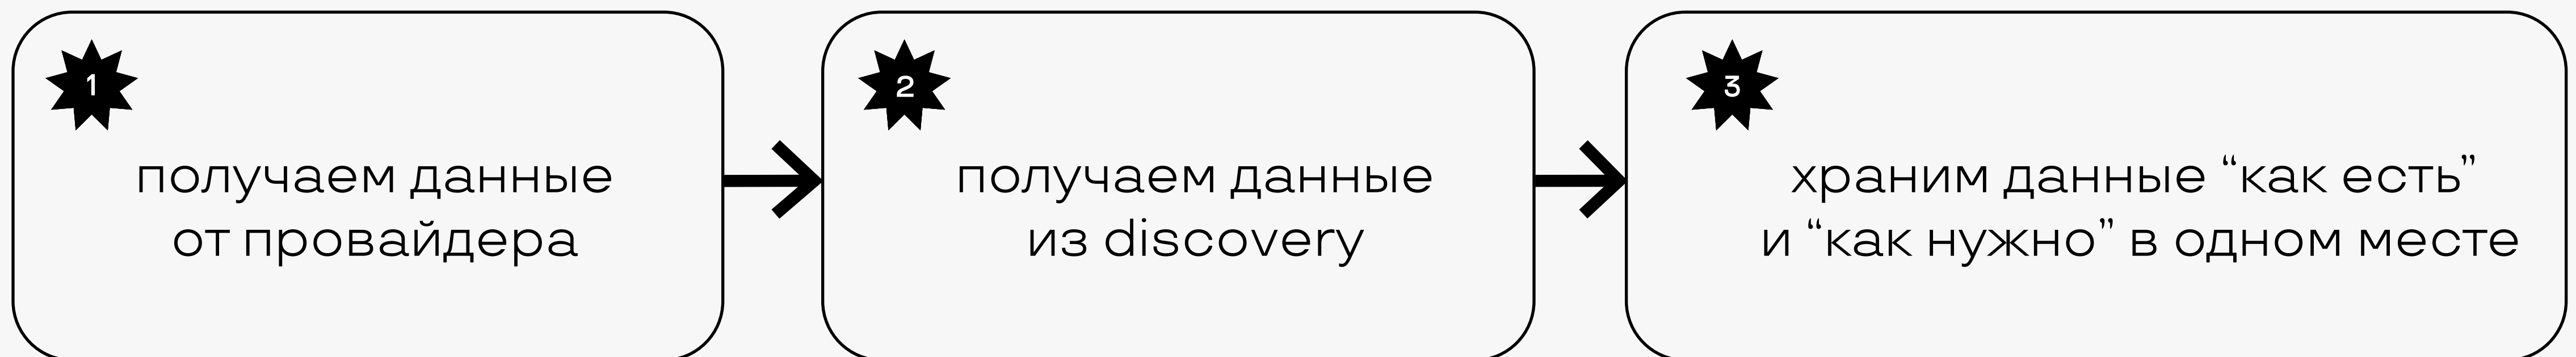 1
получаем данные
от провайдера
2
получаем данные
из discovery
3
храним данные “как есть”
и “как нужно” в одном месте